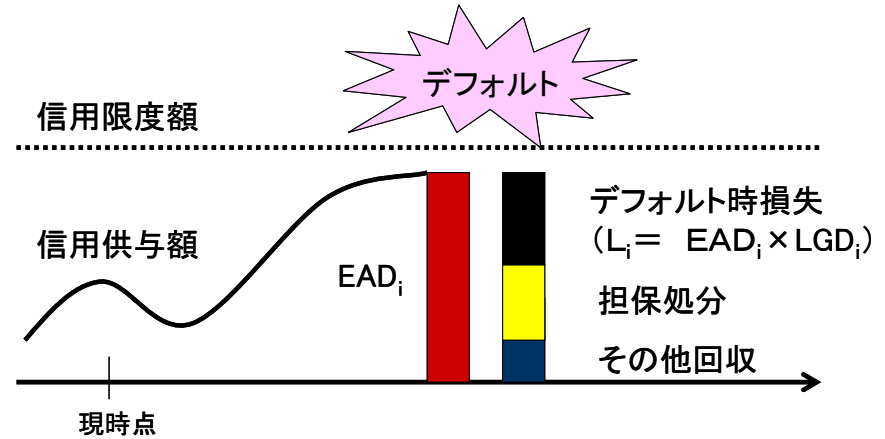 デフォルト
信用限度額
デフォルト時損失
（Li＝　EADi×LGDi）
信用供与額
EADi
担保処分
その他回収
現時点